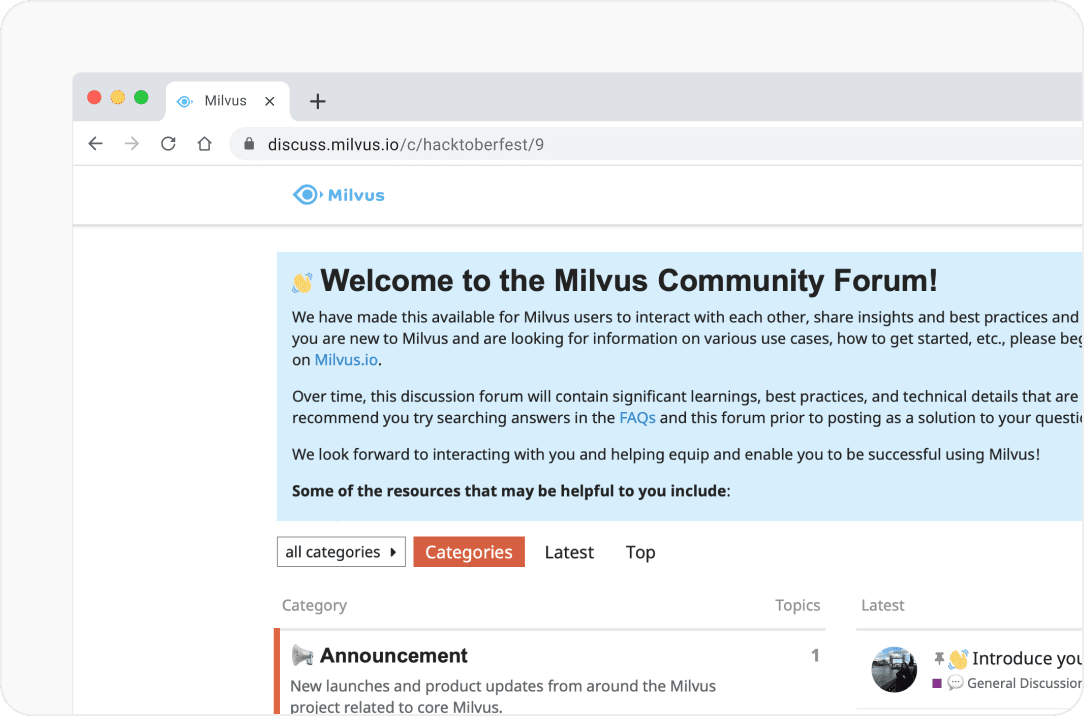 Milvus
discuss.milvus.io/c/hacktoberfest/9
Milvus
👋 Welcome to the Milvus Community Forum!
We have made this available for Milvus users to interact with each other, share insights and best practices and
you are new to Milvus and are looking for information on various use cases, how to get started, etc., please beg
on Milvus.io.
Over time, this discussion forum will contain significant learnings, best practices, and technical details that are
recommend you try searching answers in the FAQs and this forum prior to posting as a solution to your questi
We look forward to interacting with you and helping equip and enable you to be successful using Milvus!
Some of the resources that may be helpful to you include:
all categories Categories Latest Top
Category Topics Latest
Announcement 1
New launches and product updates from around the Milvus
project related to core Milvus.
Introduce you
General Discussion